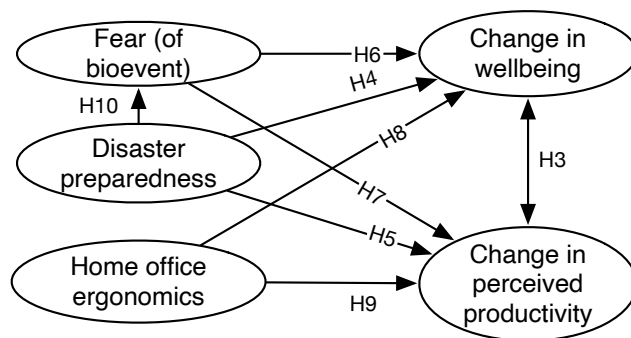 Fear (of
bioevent)
H6
Change in
wellbeing
H4
H10
H8
Disaster
preparedness
H3
H7
H5
Home office
ergonomics
H9
Change in
perceived
productivity